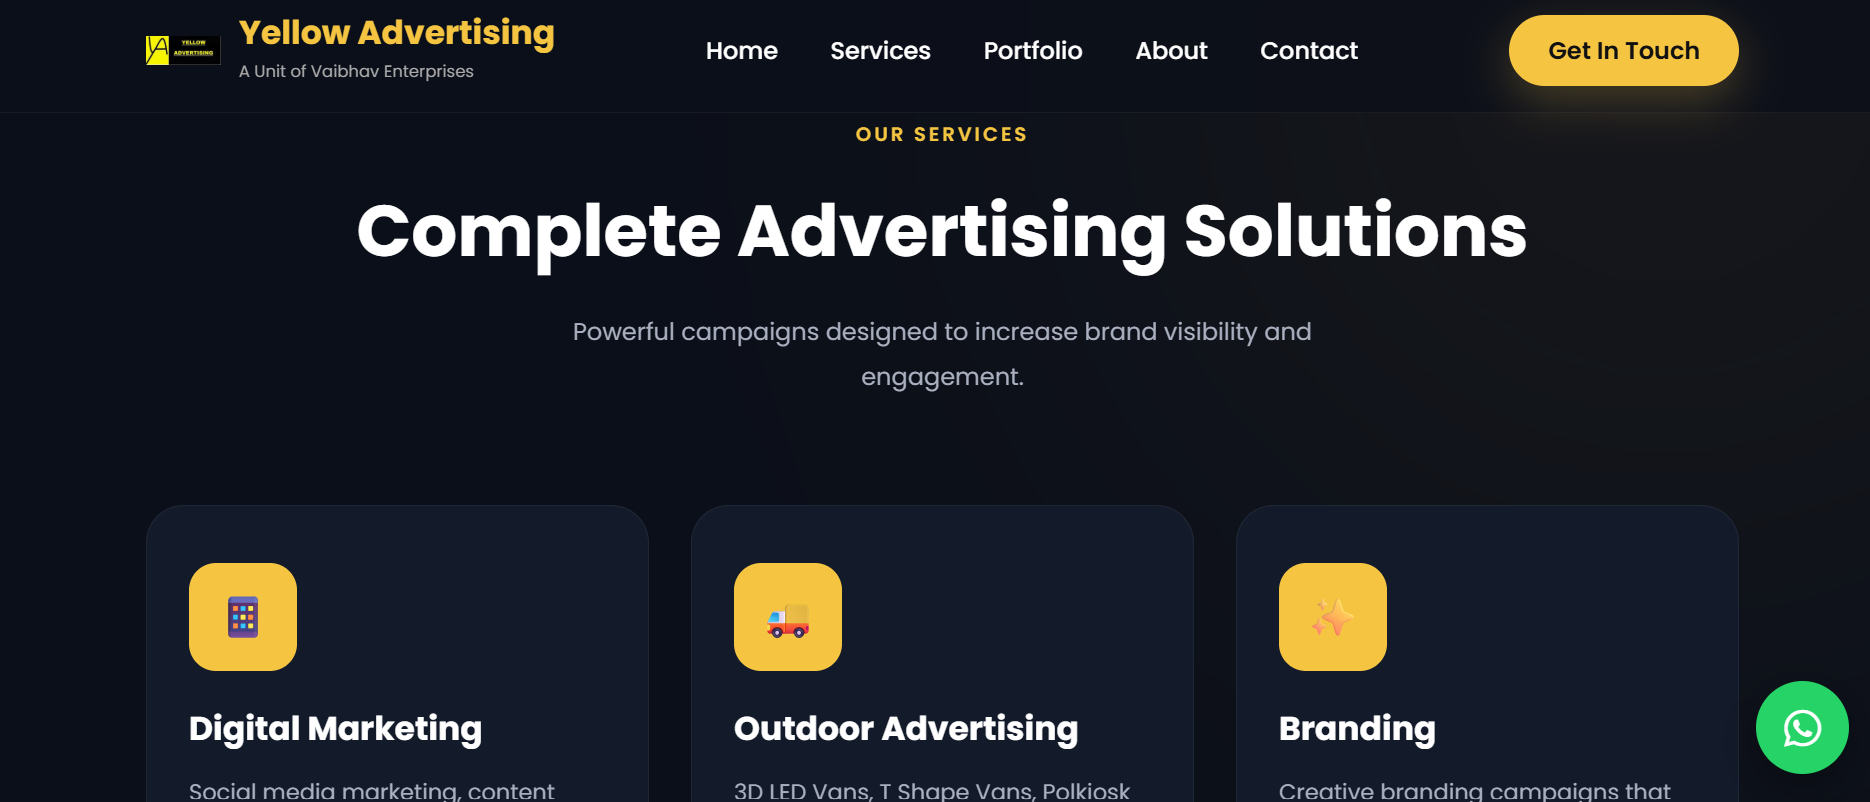 YELLOW
ADVERTISING
Yellow Advertising
A Unit of Vaibhav Enterprises
Home
Services
Portfolio
About
Contact
Get In Touch
OUR SERVICES
Complete Advertising Solutions
Powerful campaigns designed to increase brand visibility and
engagement.
Digital Marketing
Social media marketing, content
Outdoor Advertising
3D LED Vans, T Shape Vans, Polkiosk
Branding
Creative branding campaigns that